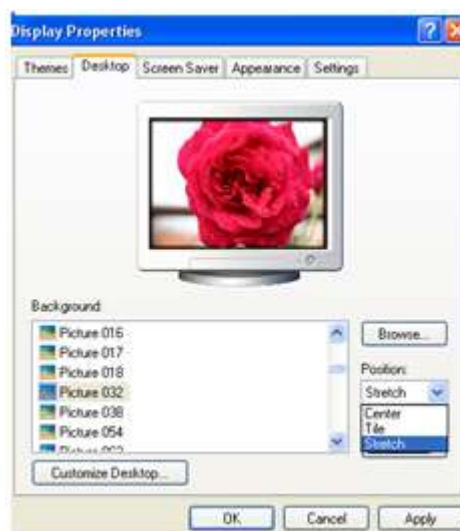 Display Properties
Themes Desktop Screen Saver Appearance Settings
Background
Picture 016
Picture 017
Picture 018
Picture 032
Picture 038
Picture 054
Browse...
Position:
Stretch
Center
Tile
Stretch
Customize Desktop...
OK Cancel Apply